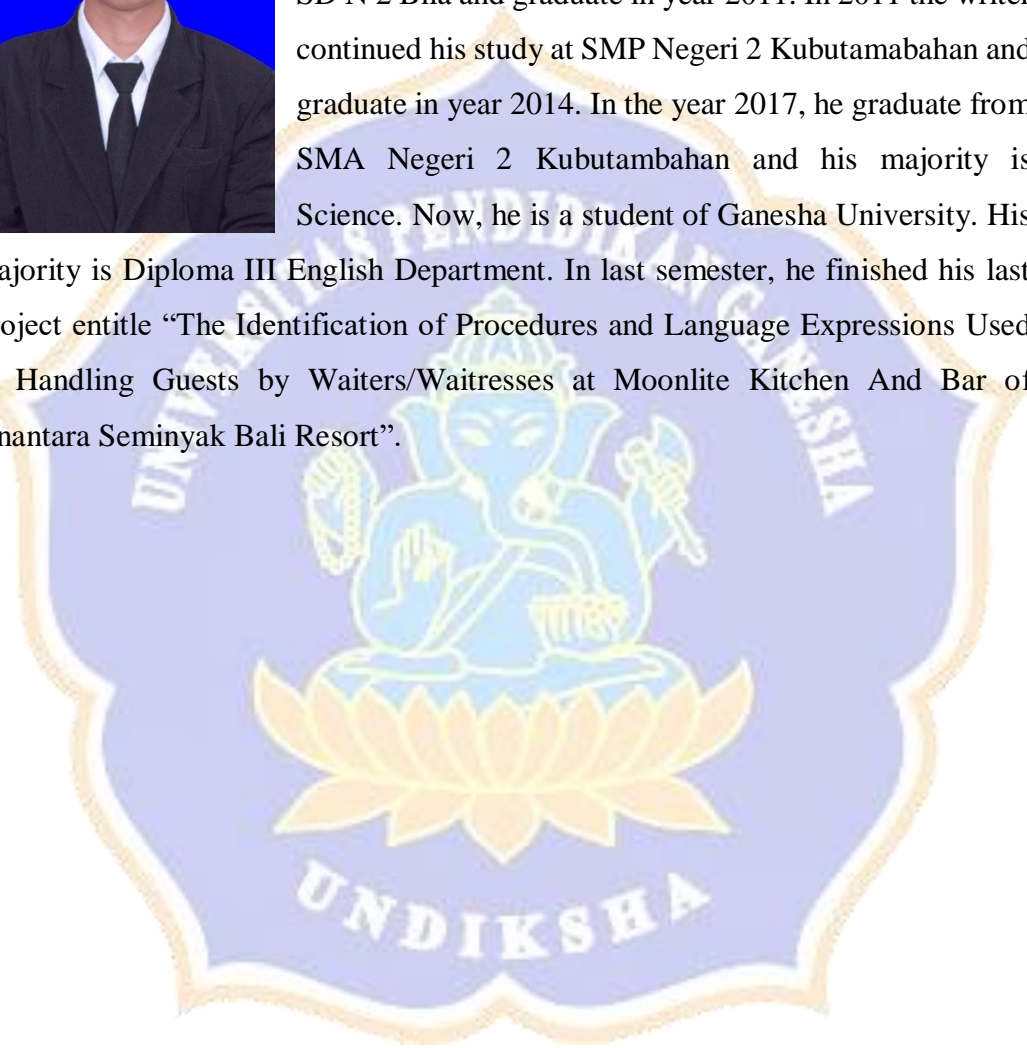 SD N 2 Bila and graduate in year 2011. In 2011 the writer
continued his study at SMP Negeri 2 Kubutamabahan and
graduate in year 2014. In the year 2017, he graduate from
SMA Negeri 2 Kubutambahan and his majority is
Science. Now, he is a student of Ganesha University. His
ajority is Diploma III English Department. In last semester, he finished his last
oject entitle “The Identification of Procedures and Language Expressions Used
Handling Guests by Waiters/Waitresses at Moonlite Kitchen And Bar of
nantara Seminyak Bali Resort”.
UNIVERSITAS PENDIDIKAN GANESHA
UNDIKSHA